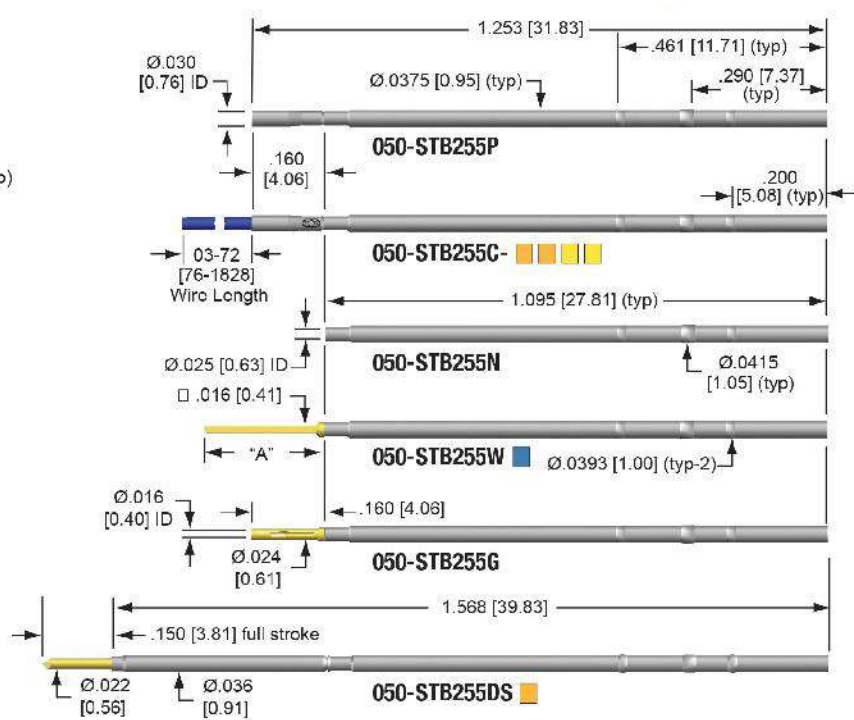 1.253 [31.83]
.461 [11.71] (typ)
Ø.030
[0.76] ID
Ø.0375 [0.95] (typ)
.290 [7.37]
(typ)
050-STB255P
.160
[4.06]
.200
[5.08] (typ)
03-72
[76-1828]
Wire Length
050-STB255C-
1.095 [27.81] (typ)
Ø.025 [0.63] ID
050-STB255N
Ø.0415
[1.05] (typ)
□ .016 [0.41]
"A"
050-STB255W
Ø.0393 [1.00] (typ-2)
Ø.016
[0.40] ID
.160 [4.06]
Ø.024
[0.61]
050-STB255G
1.568 [39.83]
.150 [3.81] full stroke
Ø.022
[0.56]
Ø.036
[0.91]
050-STB255DS